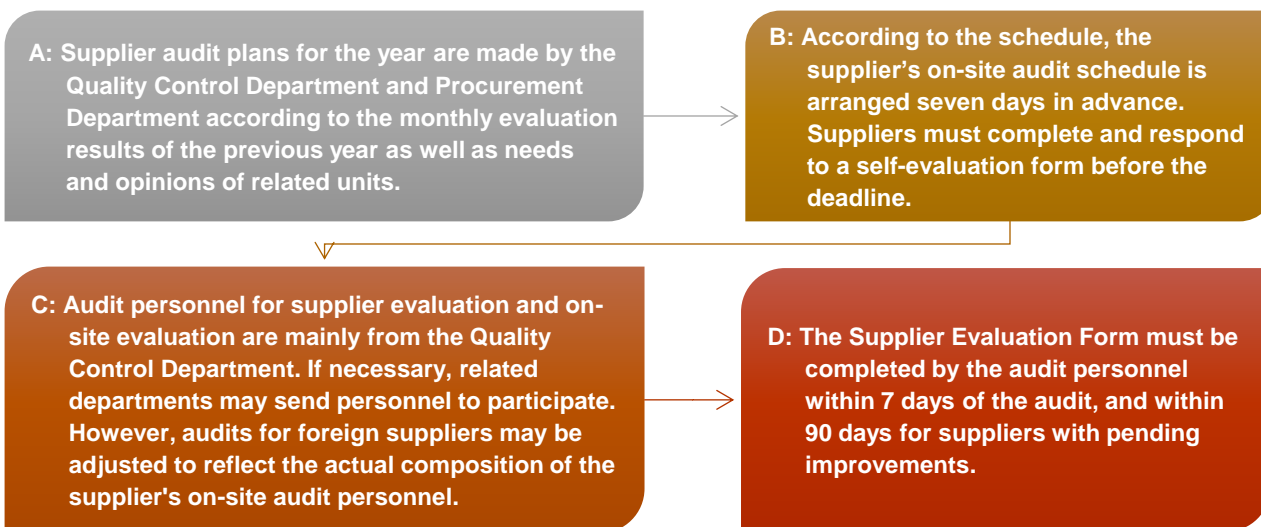 A: Supplier audit plans for the year are made by the
Quality Control Department and Procurement
Department according to the monthly evaluation
results of the previous year as well as needs
and opinions of related units.
B: According to the schedule, the
supplier’s on-site audit schedule is
arranged seven days in advance.
Suppliers must complete and respond
to a self-evaluation form before the
deadline.
C: Audit personnel for supplier evaluation and on-
site evaluation are mainly from the Quality
Control Department. If necessary, related
departments may send personnel to participate.
However, audits for foreign suppliers may be
adjusted to reflect the actual composition of the
supplier's on-site audit personnel.
D: The Supplier Evaluation Form must be
completed by the audit personnel
within 7 days of the audit, and within
90 days for suppliers with pending
improvements.